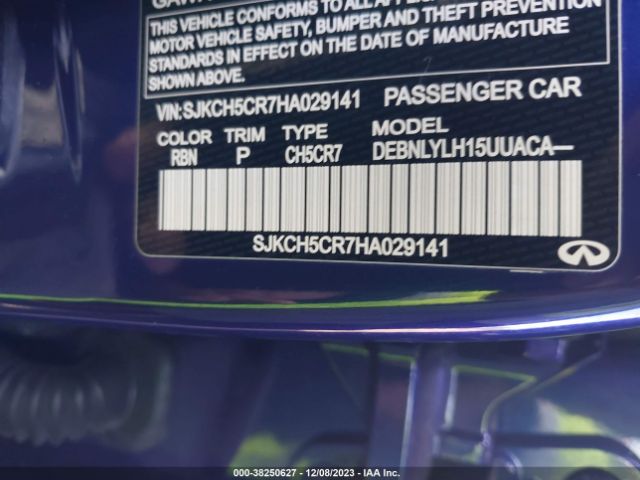 THIS VEHICLE CONFORMS TO ALL
MOTOR VEHICLE SAFETY, BUMPER AND THEFT PREVENTION
STANDARDS IN EFFECT ON THE DATE OF MANUFACTURE
SHOWN ABOVE.
VIN: SJKCH5CR7HA029141 PASSENGER CAR
COLOR TRIM TYPE MODEL
RBN P CH5CR7 DEBNLYLH15UUACA—
SJKCH5CR7HA029141
000-38250627 - 12/08/2023 - IAA Inc.